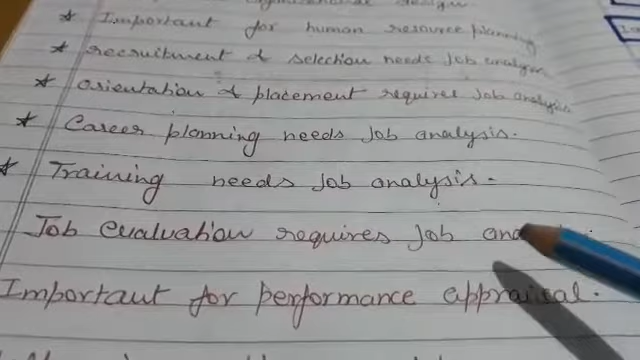 design
* Important for human resource planning
* recruitment & selection needs job analysis
* orientation & placement requires job analysis
* Career planning needs job analysis.
* Training needs job analysis.
Job evaluation requires job
Important for performance appraisal.